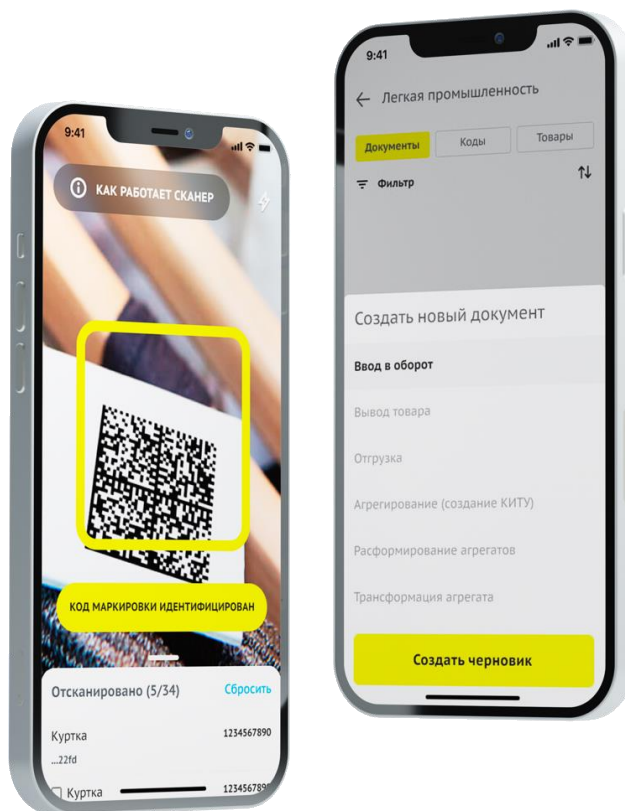 9:41
КАК РАБОТАЕТ СКАНЕР
КОД МАРКИРОВКИ ИДЕНТИФИЦИРОВАН
Отсканировано (5/34) Сбросить
Куртка 1234567890
...22fd
Куртка 1234567890
9:41
Легкая промышленность
Документы Коды Товары
Фильтр
Создать новый документ
Ввод в оборот
Вывод товара
Отгрузка
Агрегирование (создание КИТУ)
Расформирование агрегатов
Трансформация агрегата
Создать черновик